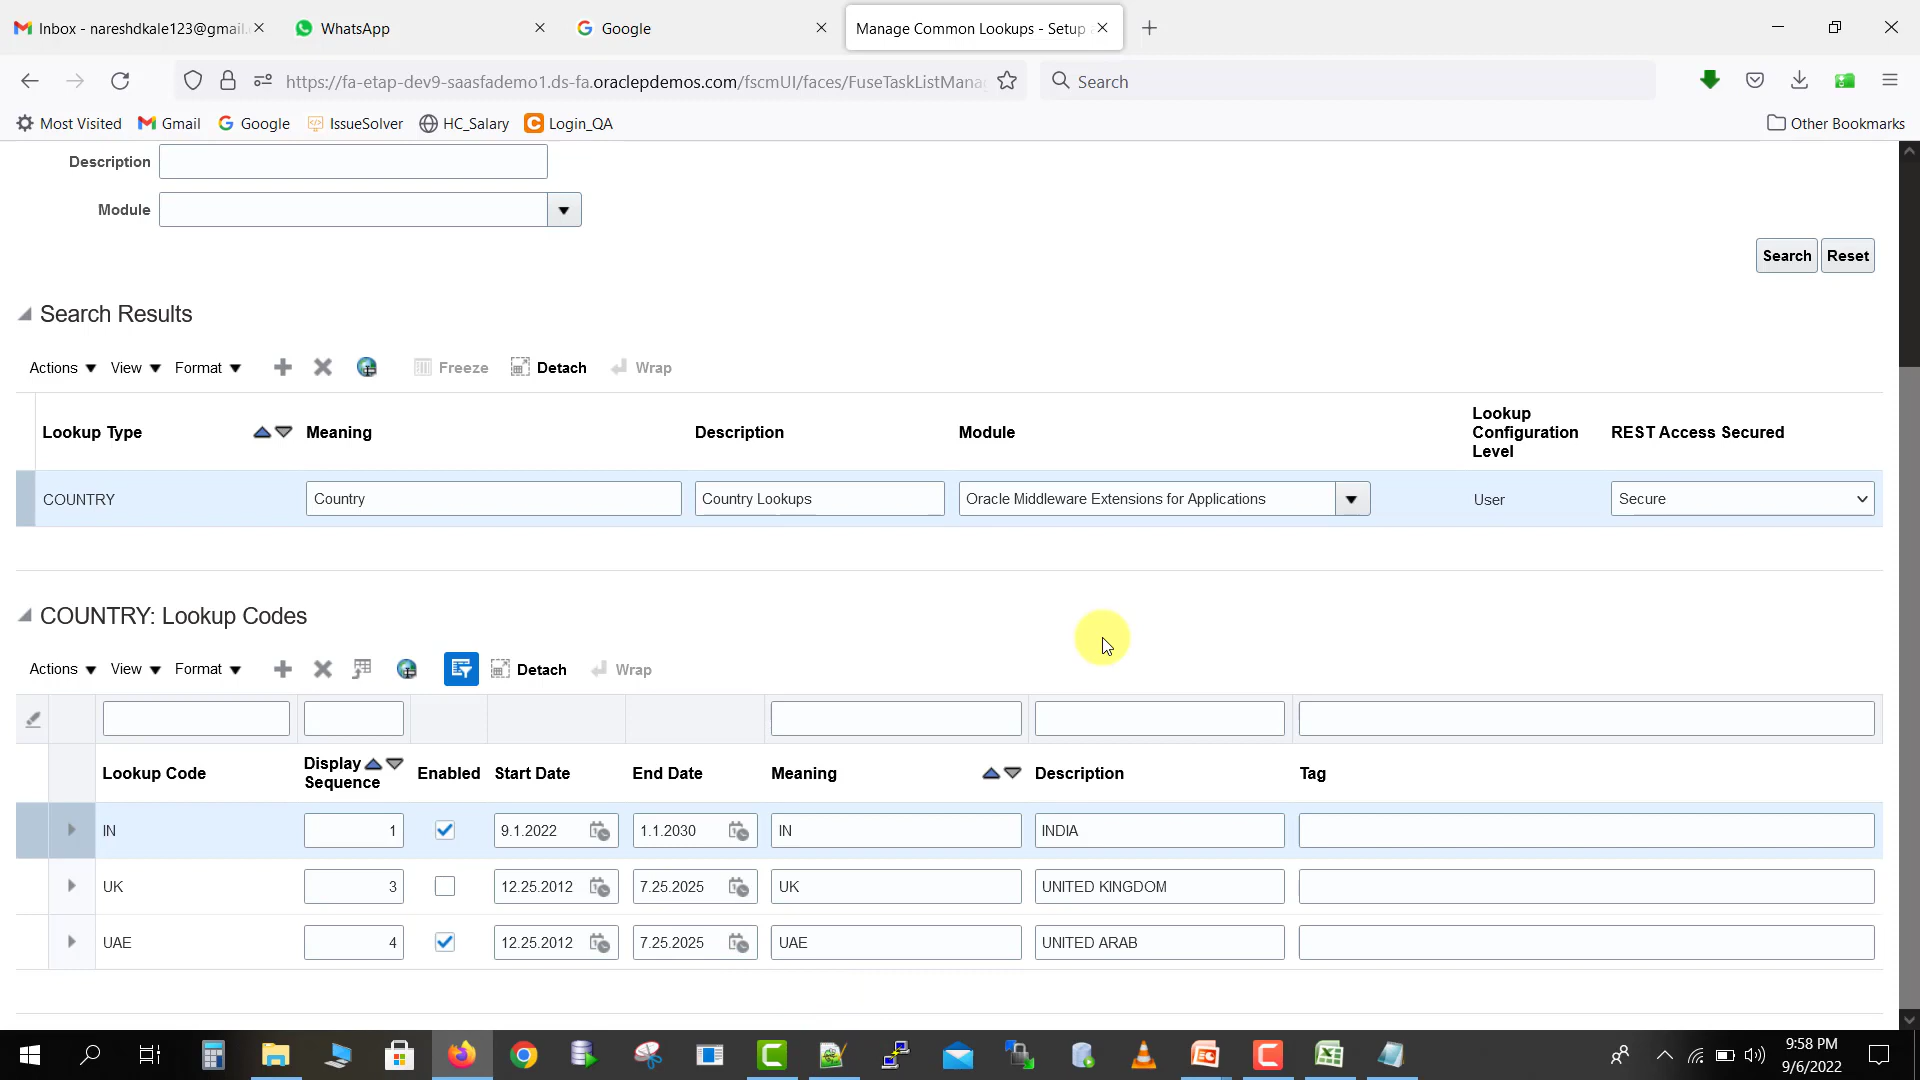 Inbox - nareshdkale123@gmail.
WhatsApp
Google
Manage Common Lookups - Setup
https://fa-etap-dev9-saasfademo1.ds-fa.oraclepdemos.com/fscmUI/faces/FuseTaskListMana
Search
Most Visited
Gmail
Google
IssueSolver
HC_Salary
Login_QA
Other Bookmarks
Description
Module
Search
Reset
Search Results
Actions View Format Freeze Detach Wrap
Lookup Type
Meaning
Description
Module
Lookup
Configuration
Level
REST Access Secured
COUNTRY
Country
Country Lookups
Oracle Middleware Extensions for Applications
User
Secure
COUNTRY: Lookup Codes
Actions View Format Detach Wrap
Lookup Code
Display
Sequence
Enabled
Start Date
End Date
Meaning
Description
Tag
IN 1 9.1.2022 1.1.2030 IN INDIA
UK 3 12.25.2012 7.25.2025 UK UNITED KINGDOM
UAE 4 12.25.2012 7.25.2025 UAE UNITED ARAB
9:58 PM
9/6/2022